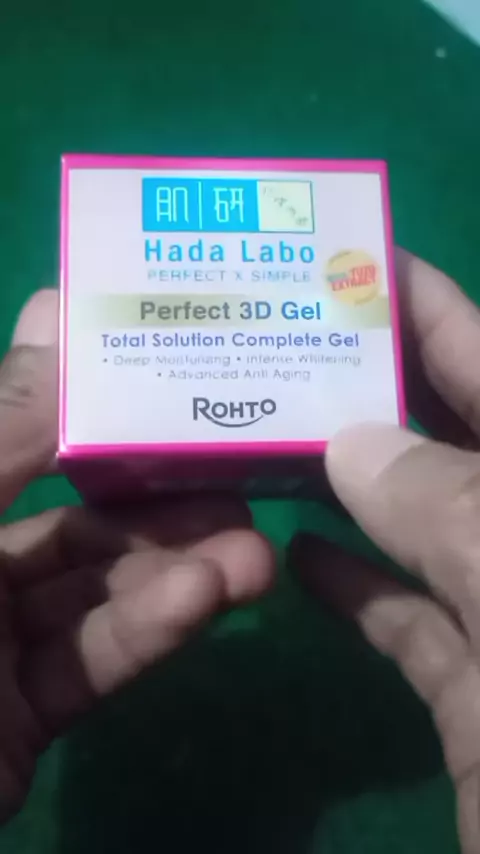 肌研
Hada Labo
PERFECT X SIMPLE
EXTRACT
Perfect 3D Gel
Total Solution Complete Gel
• Deep Moisturizing • Intense Whitening
• Advanced Anti Aging
ROHTO